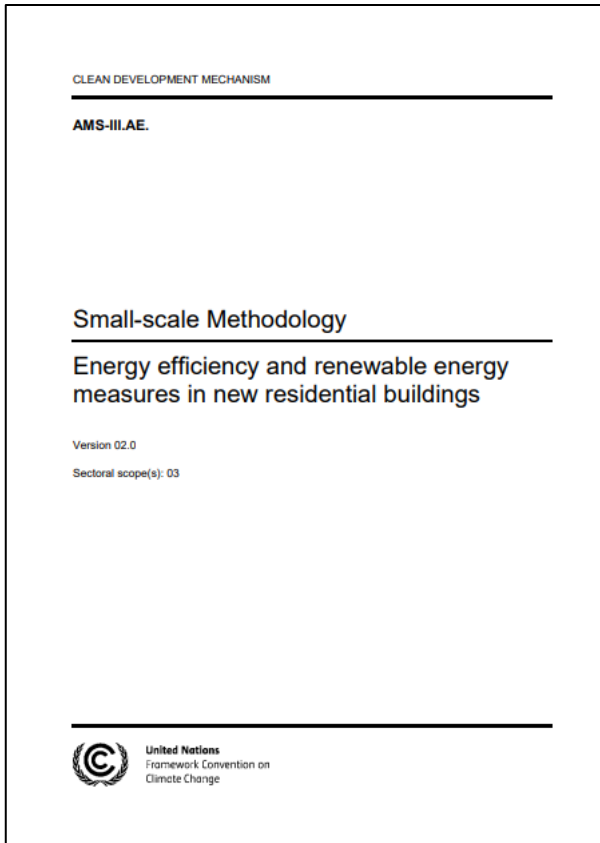 CLEAN DEVELOPMENT MECHANISM
AMS-III.AE.
Small-scale Methodology
Energy efficiency and renewable energy
measures in new residential buildings
Version 02.0
Sectoral scope(s): 03
United Nations
Framework Convention on
Climate Change